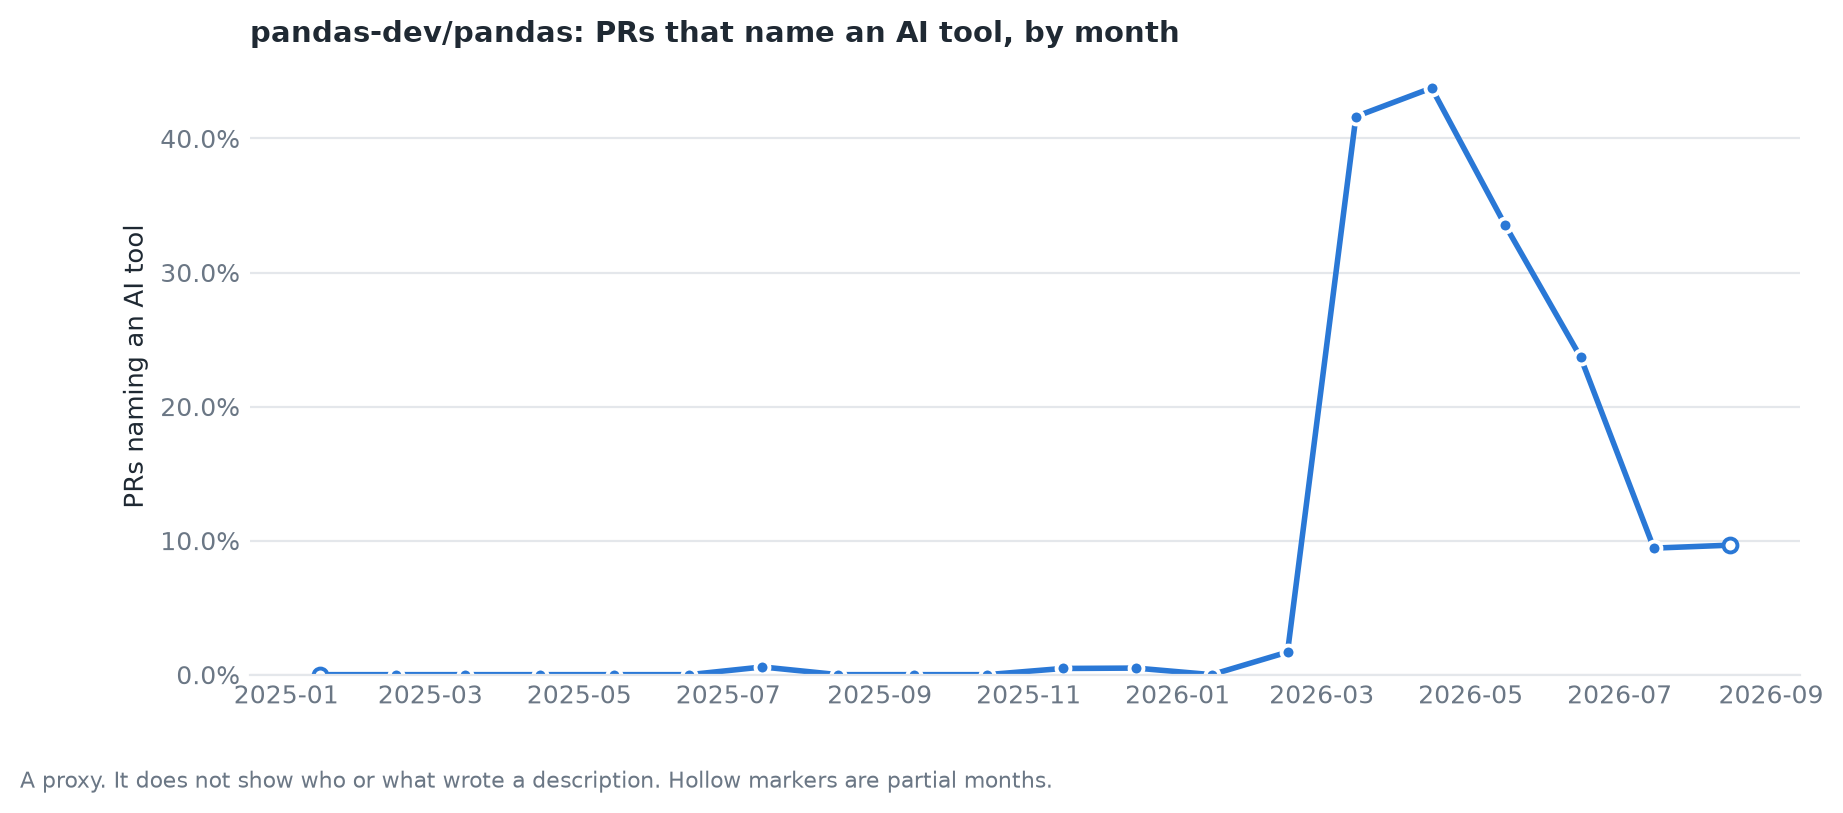 pandas-dev/pandas: PRs that name an AI tool, by month
PRs naming an AI tool
40.0%
30.0%
20.0%
10.0%
0.0%
2025-01 2025-03 2025-05 2025-07 2025-09 2025-11 2026-01 2026-03 2026-05 2026-07 2026-09
A proxy. It does not show who or what wrote a description. Hollow markers are partial months.